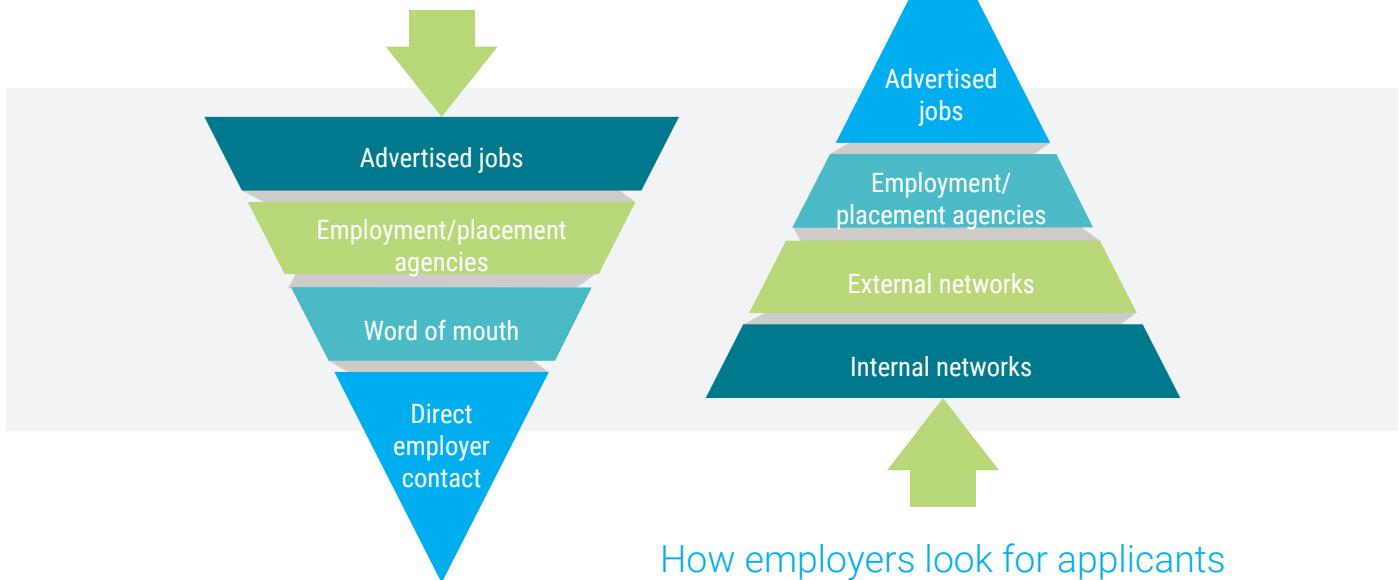 Advertised jobs
Employment/placement
agencies
Word of mouth
Direct
employer
contact
Advertised
jobs
Employment/
placement agencies
External networks
Internal networks
How employers look for applicants